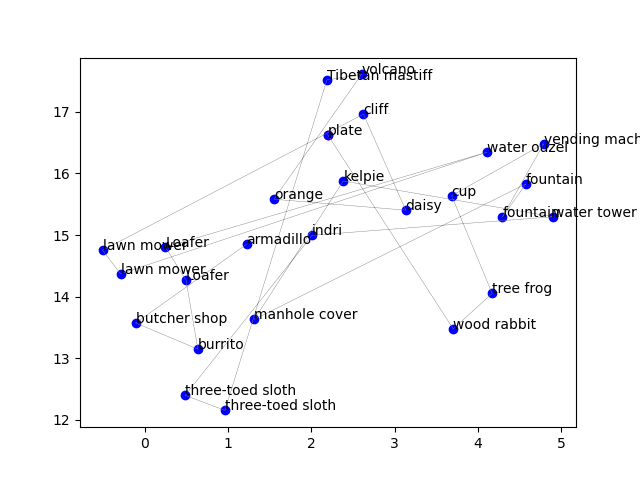 volcano
Tibetan mastiff
17
cliff
plate
vending mach
water ouzel
16
kelpie
fountain
orange
cup
daisy
fountain
water tower
15
indri
armadillo
Loafer
lawn mower
lawn mower
Loafer
14
tree frog
butcher shop
manhole cover
wood rabbit
burrito
13
three-toed sloth
three-toed sloth
12
0 1 2 3 4 5